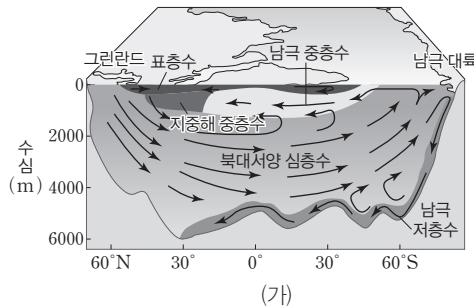 그린란드 표층수 남극 중층수 남극 대륙
0
지중해 중층수
2000
수심
(m)
북대서양 심층수
4000
남극
저층수
6000
60°N 30° 0° 30° 60°S
(가)